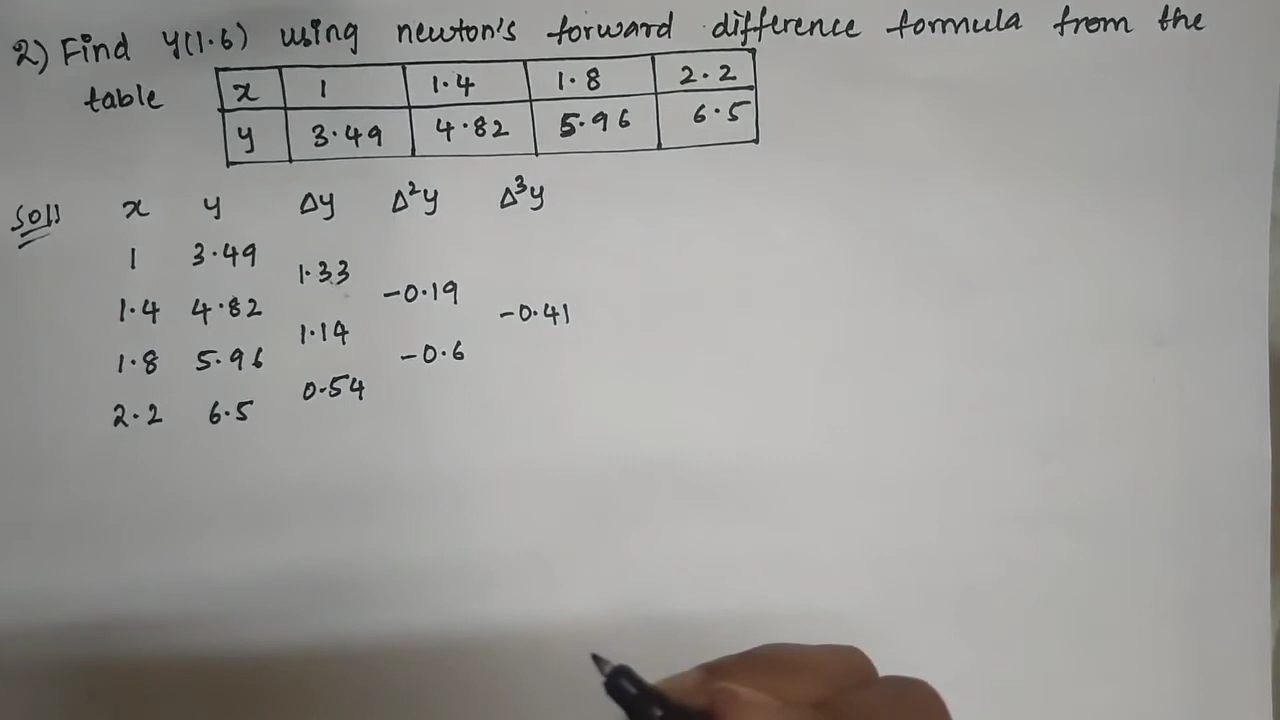 2) Find y(1.6) using newton's forward difference formula from the
table
x 1 1.4 1.8 2.2
y 3.49 4.82 5.96 6.5
Soln x y Δy Δ²y Δ³y
1 3.49
1.33
-0.19
1.4 4.82
-0.41
1.14
1.8 5.96
-0.6
0.54
2.2 6.5